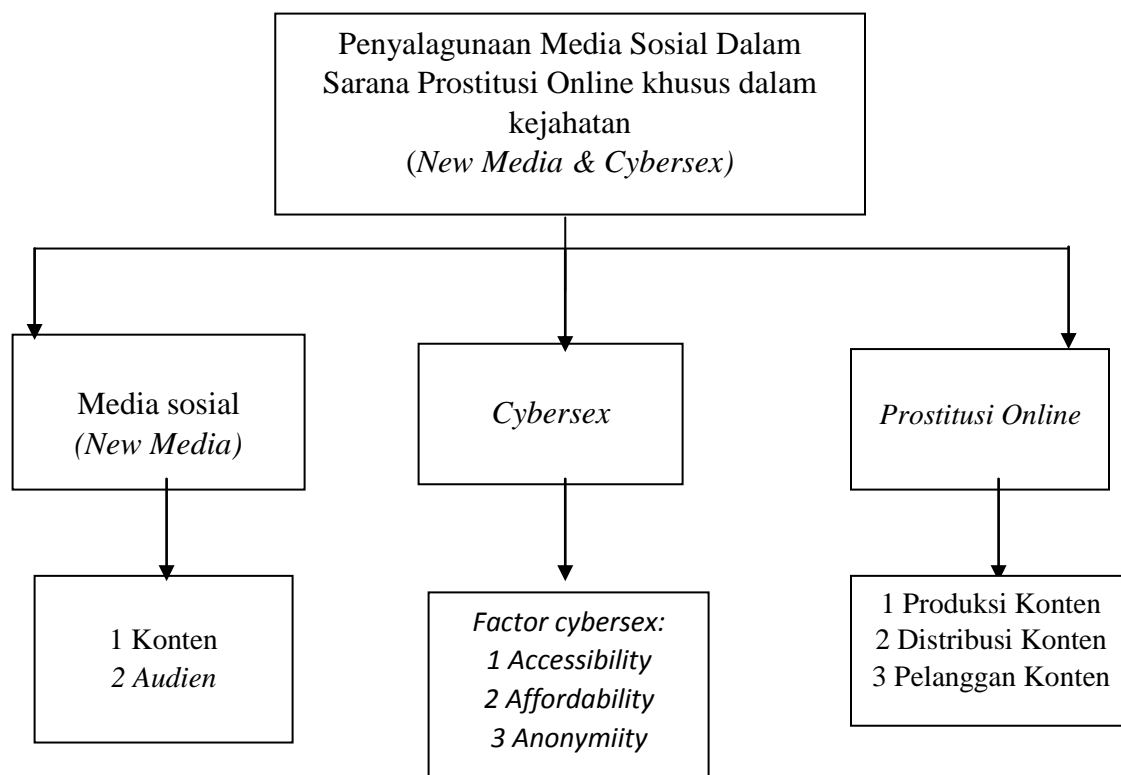 Penyalagunaan Media Sosial Dalam
Sarana Prostitusi Online khusus dalam
kejahatan
(New Media & Cybersex)
Media sosial
(New Media)
Cybersex
Prostitusi Online
1 Konten
2 Audien
Factor cybersex:
1 Accessibility
2 Affordability
3 Anonymiity
1 Produksi Konten
2 Distribusi Konten
3 Pelanggan Konten